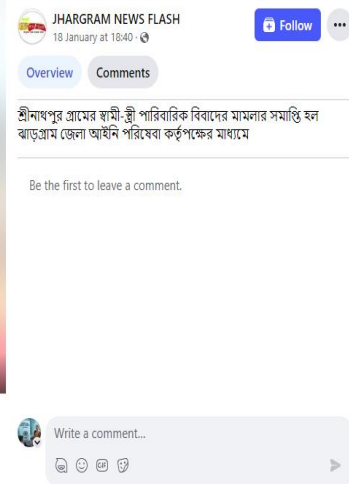 JHARGRAM NEWS FLASH
18 January at 18:40 ·
Follow
Overview
Comments
শ্রীনাথপুর গ্রামের স্বামী-স্ত্রী পারিবারিক বিবাদের মামলার সমাপ্তি হল
ঝাড়গ্রাম জেলা আইনি পরিষেবা কর্তৃপক্ষের মাধ্যমে
Be the first to leave a comment.
Write a comment...
GIF